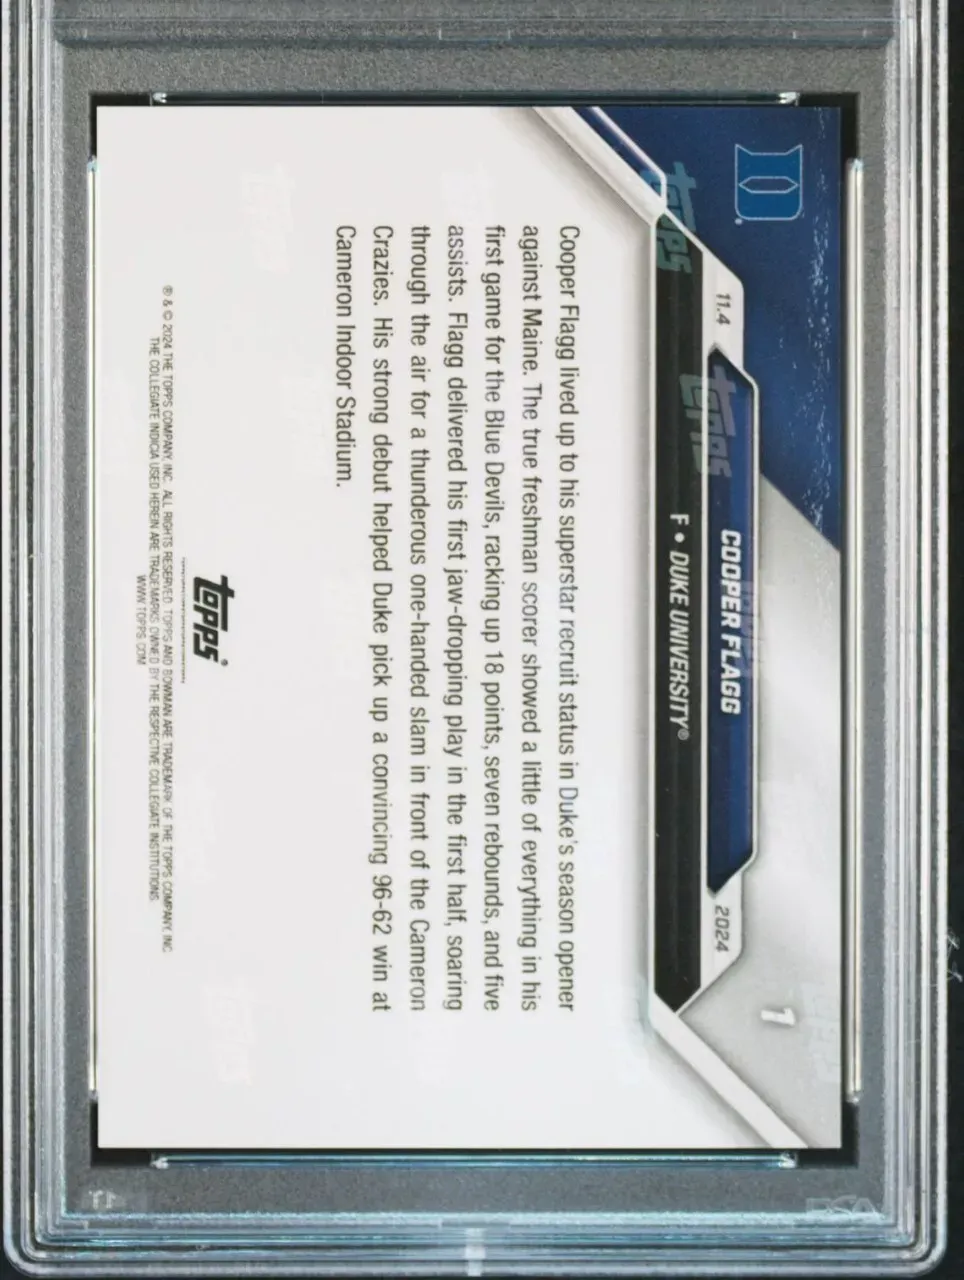 11.4
COOPER FLAGG
2024
1
F • DUKE UNIVERSITY®
Cooper Flagg lived up to his superstar recruit status in Duke's season opener
against Maine. The true freshman scorer showed a little of everything in his
first game for the Blue Devils, racking up 18 points, seven rebounds, and five
assists. Flagg delivered his first jaw-dropping play in the first half, soaring
through the air for a thunderous one-handed slam in front of the Cameron
Crazies. His strong debut helped Duke pick up a convincing 96-62 win at
Cameron Indoor Stadium.
topps®
® & © 2024 THE TOPPS COMPANY, INC. ALL RIGHTS RESERVED. TOPPS AND BOWMAN ARE TRADEMARK OF THE TOPPS COMPANY, INC.
THE COLLEGIATE INDICIA USED HEREIN ARE TRADEMARKS OWNED BY THE RESPECTIVE COLLEGIATE INSTITUTIONS.
WWW.TOPPS.COM
PSA